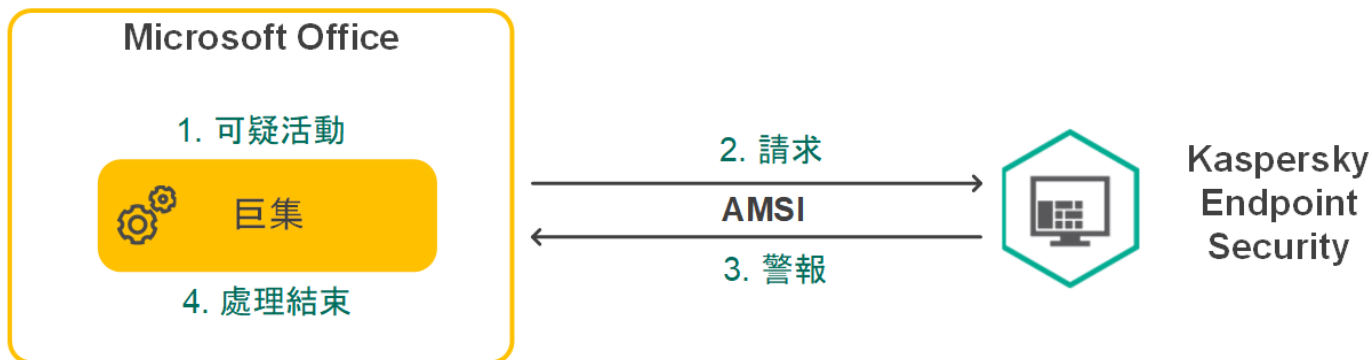 Microsoft Office
1. 可疑活動
巨集
4. 處理結束
2. 請求
AMSI
3. 警報
Kaspersky
Endpoint
Security